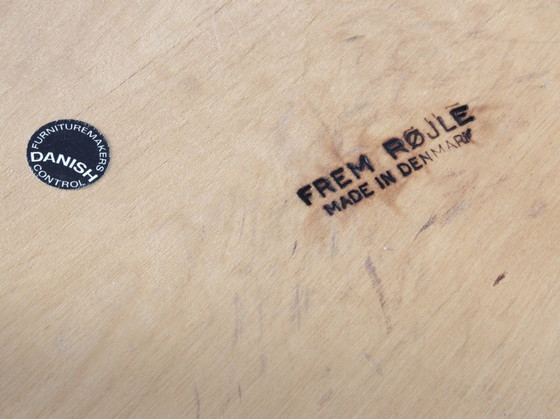 FURNITUREMAKERS
DANISH
CONTROL
FREM RØJLE
MADE IN DENMARK